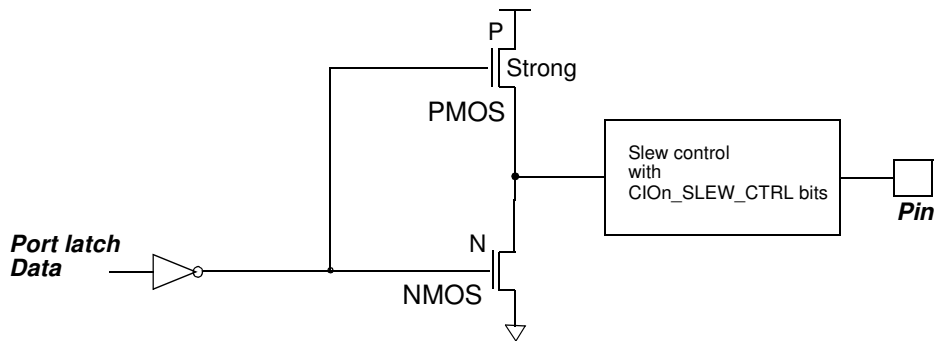 P
Strong
PMOS
Slew control
with
CIOn_SLEW_CTRL bits
Pin
Port latch
Data
N
NMOS